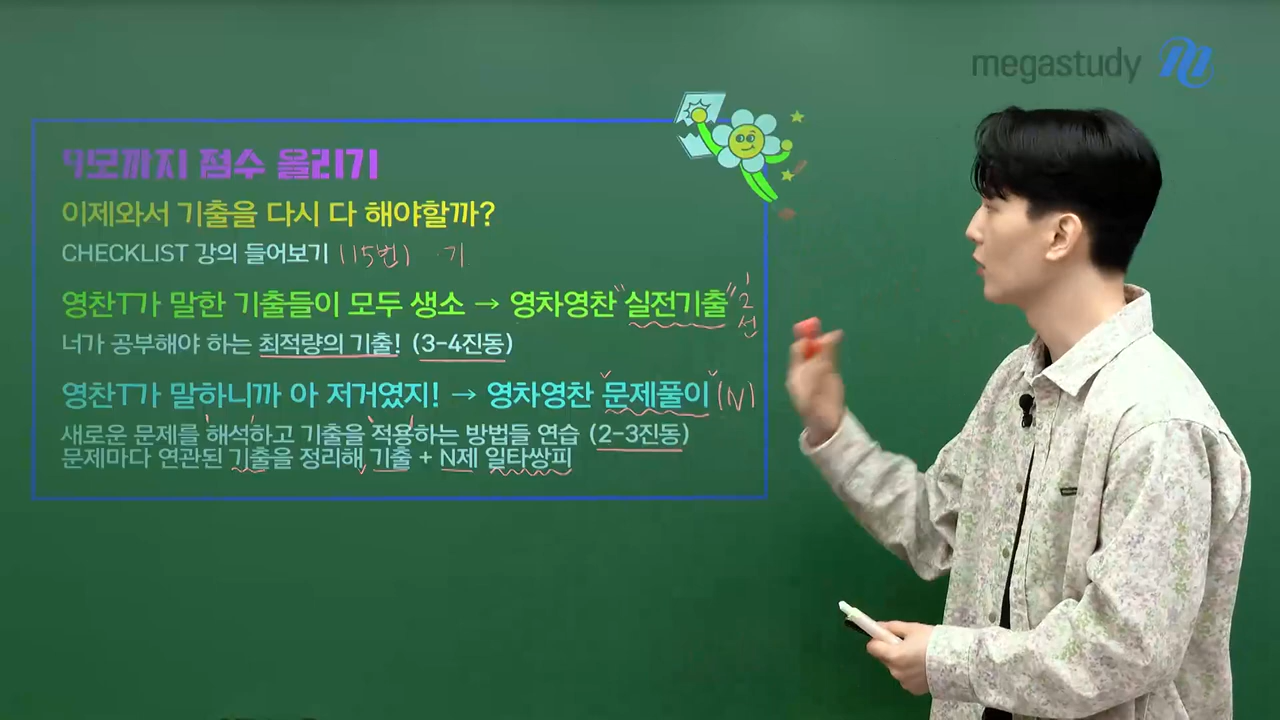 megastudy
9모까지 점수 올리기
이제와서 기출을 다시 다 해야할까?
CHECKLIST 강의 들어보기 (15번) 기
영찬T가 말한 기출들이 모두 생소 → 영차영찬 "실전기출" 12선
너가 공부해야 하는 최적량의 기출! (3-4진동)
영찬T가 말하니까 아 저거였지! → 영차영찬 문제풀이 (N)
새로운 문제를 해석하고 기출을 적용하는 방법들 연습 (2-3진동)
문제마다 연관된 기출을 정리해, 기출 + N제 일타쌍피